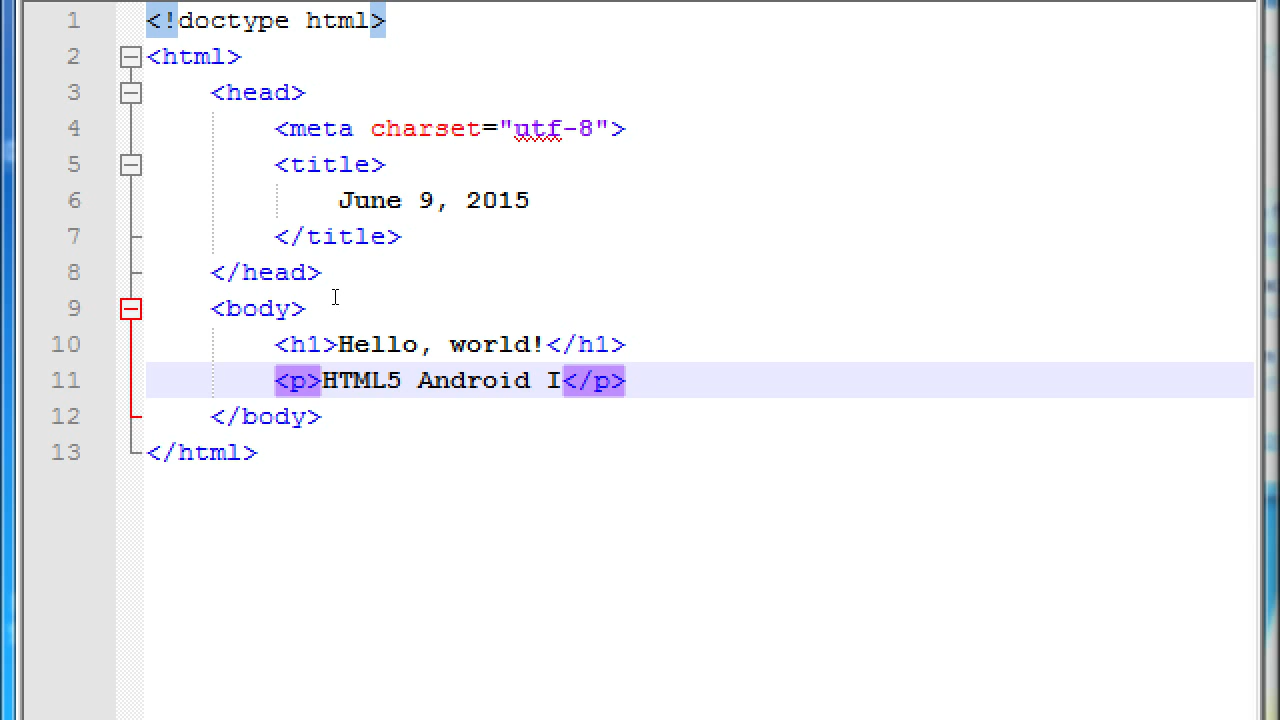 1 <!doctype html>
2 <html>
3 <head>
4 <meta charset="utf-8">
5 <title>
6 June 9, 2015
7 </title>
8 </head>
9 <body>
10 <h1>Hello, world!</h1>
11 <p>HTML5 Android I</p>
12 </body>
13 </html>